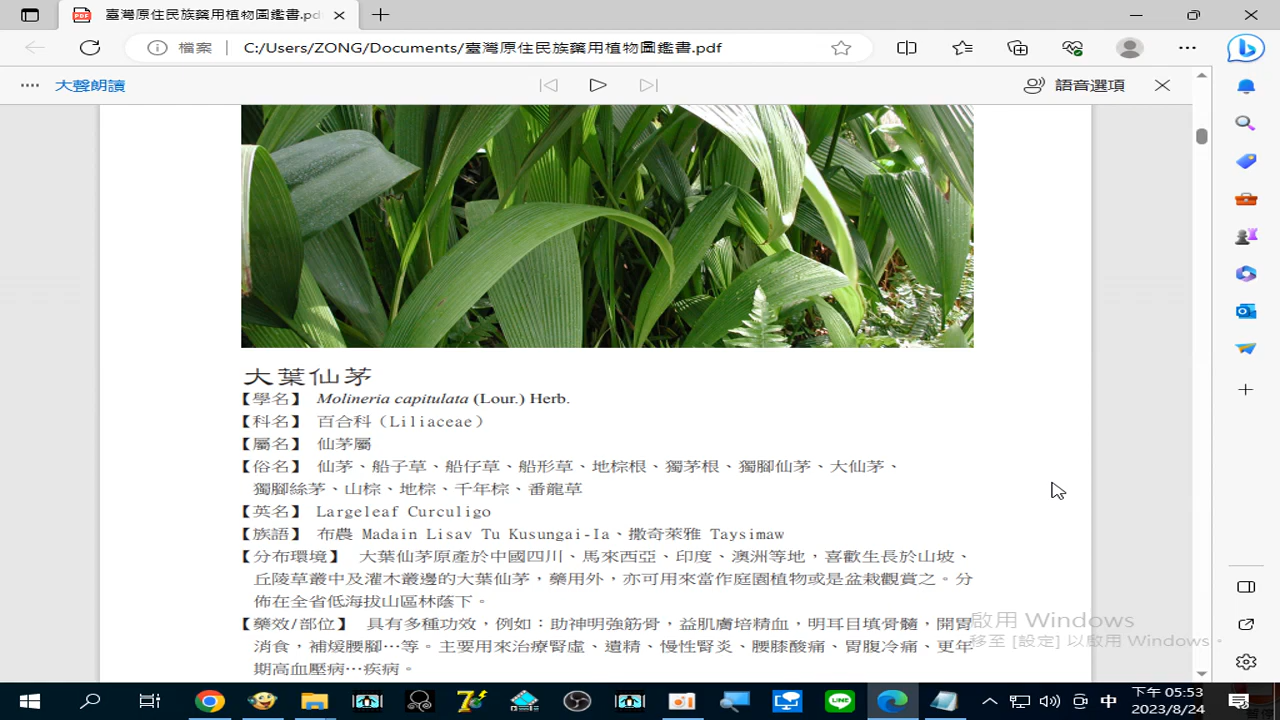 臺灣原住民族藥用植物圖鑑書.pd
檔案
C:/Users/ZONG/Documents/臺灣原住民族藥用植物圖鑑書.pdf
大聲朗讀
語音選項
大葉仙茅
【學名】 Molineria capitulata (Lour.) Herb.
【科名】 百合科（Liliaceae）
【屬名】 仙茅屬
【俗名】 仙茅、船子草、船仔草、船形草、地棕根、獨茅根、獨腳仙茅、大仙茅、
獨腳絲茅、山棕、地棕、千年棕、番龍草
【英名】 Largeleaf Curculigo
【族語】 布農 Madain Lisav Tu Kusungai-Ia、撒奇萊雅 Taysimaw
【分布環境】 大葉仙茅原產於中國四川、馬來西亞、印度、澳洲等地，喜歡生長於山坡、
丘陵草叢中及灌木叢邊的大葉仙茅，藥用外，亦可用來當作庭園植物或是盆栽觀賞之。分
佈在全省低海拔山區林蔭下。
【藥效/部位】 具有多種功效，例如：助神明強筋骨，益肌膚培精血，明耳目填骨髓，開胃
消食、補煖腰腳…等。主要用來治療腎虛、遺精、慢性腎炎、腰膝酸痛、胃腹冷痛、更年
期高血壓病…疾病。
啟用 Windows
移至 [設定] 以啟用 Windows。
中
下午 05:53
2023/8/24